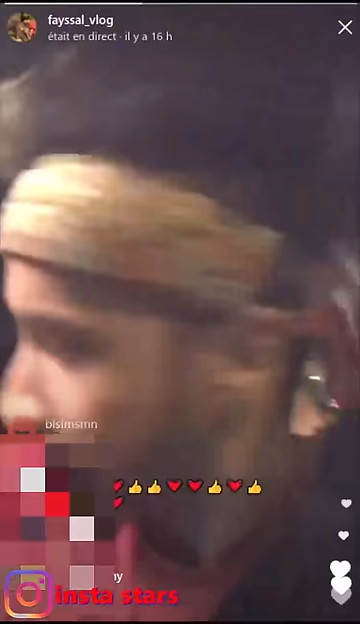 fayssal_vlog
était en direct · il y a 16 h
bisimsmn
👍👍❤❤👍❤👍
insta stars